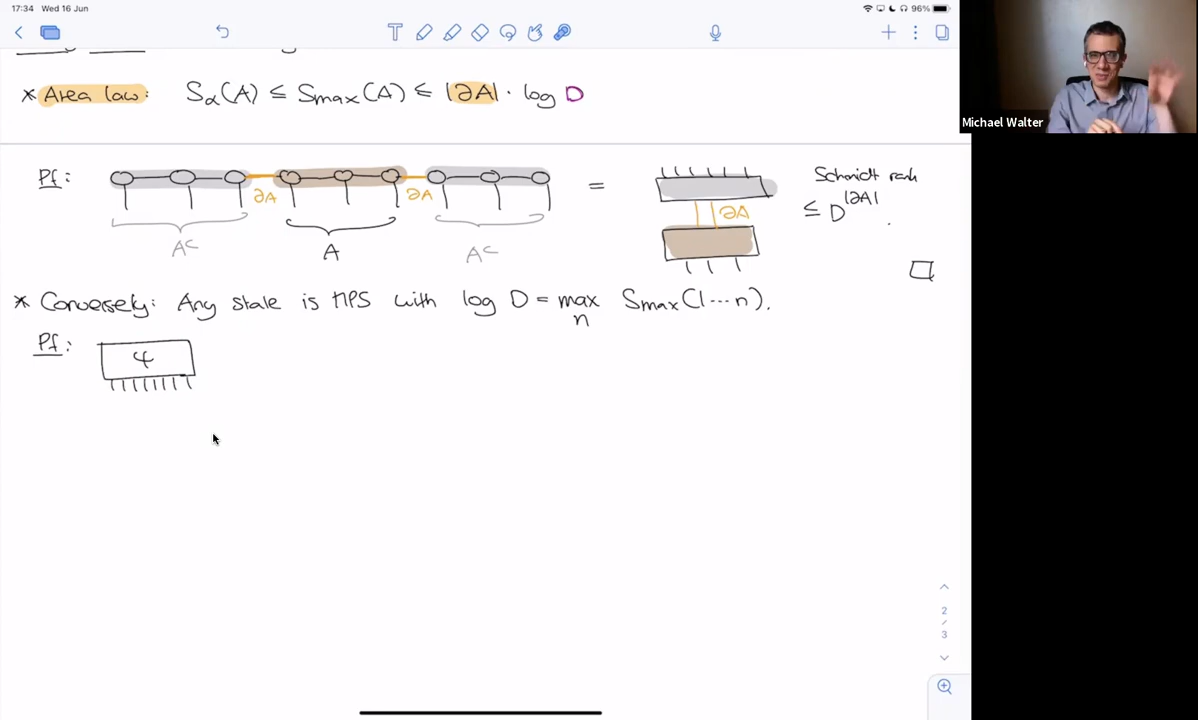 17:34 Wed 16 Jun
96%
* Area law: Sα(A) ≤ Smax(A) ≤ |∂A| · log D
Michael Walter
Pf:
∂A
∂A
=
∂A
Schmidt rank
≤ D^|∂A|
A^C
A
A^C
* Conversely: Any state is MPS with log D = max Smax(1···n).
n
Pf:
Ψ
2
/
3